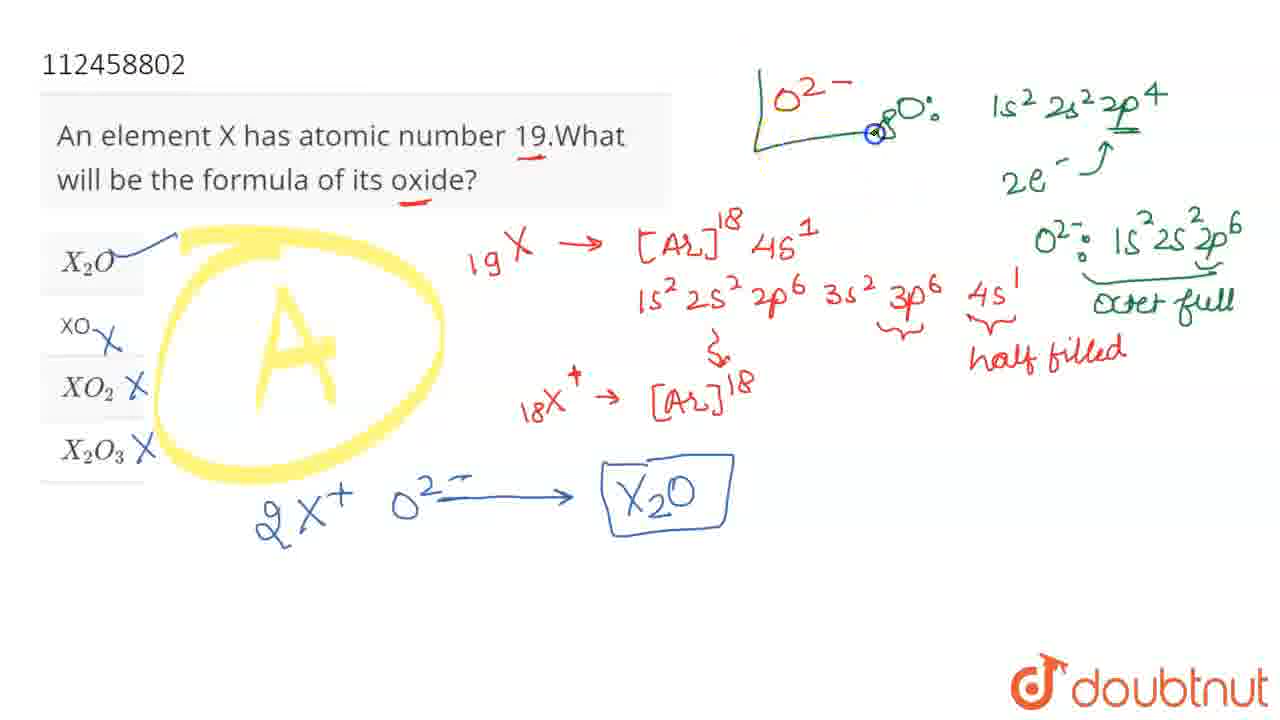 112458802
An element X has atomic number 19.What
will be the formula of its oxide?
X₂O
XO X
XO₂ X
X₂O₃ X
A
O²⁻
₈O: 1s² 2s² 2p⁴
2e⁻
O²⁻: 1s² 2s² 2p⁶
octet full
₁₉X → [Ar]¹⁸ 4s¹
1s² 2s² 2p⁶ 3s² 3p⁶ 4s¹
half filled
₁₈X⁺ → [Ar]¹⁸
2X⁺ O²⁻ → X₂O
doubtnut